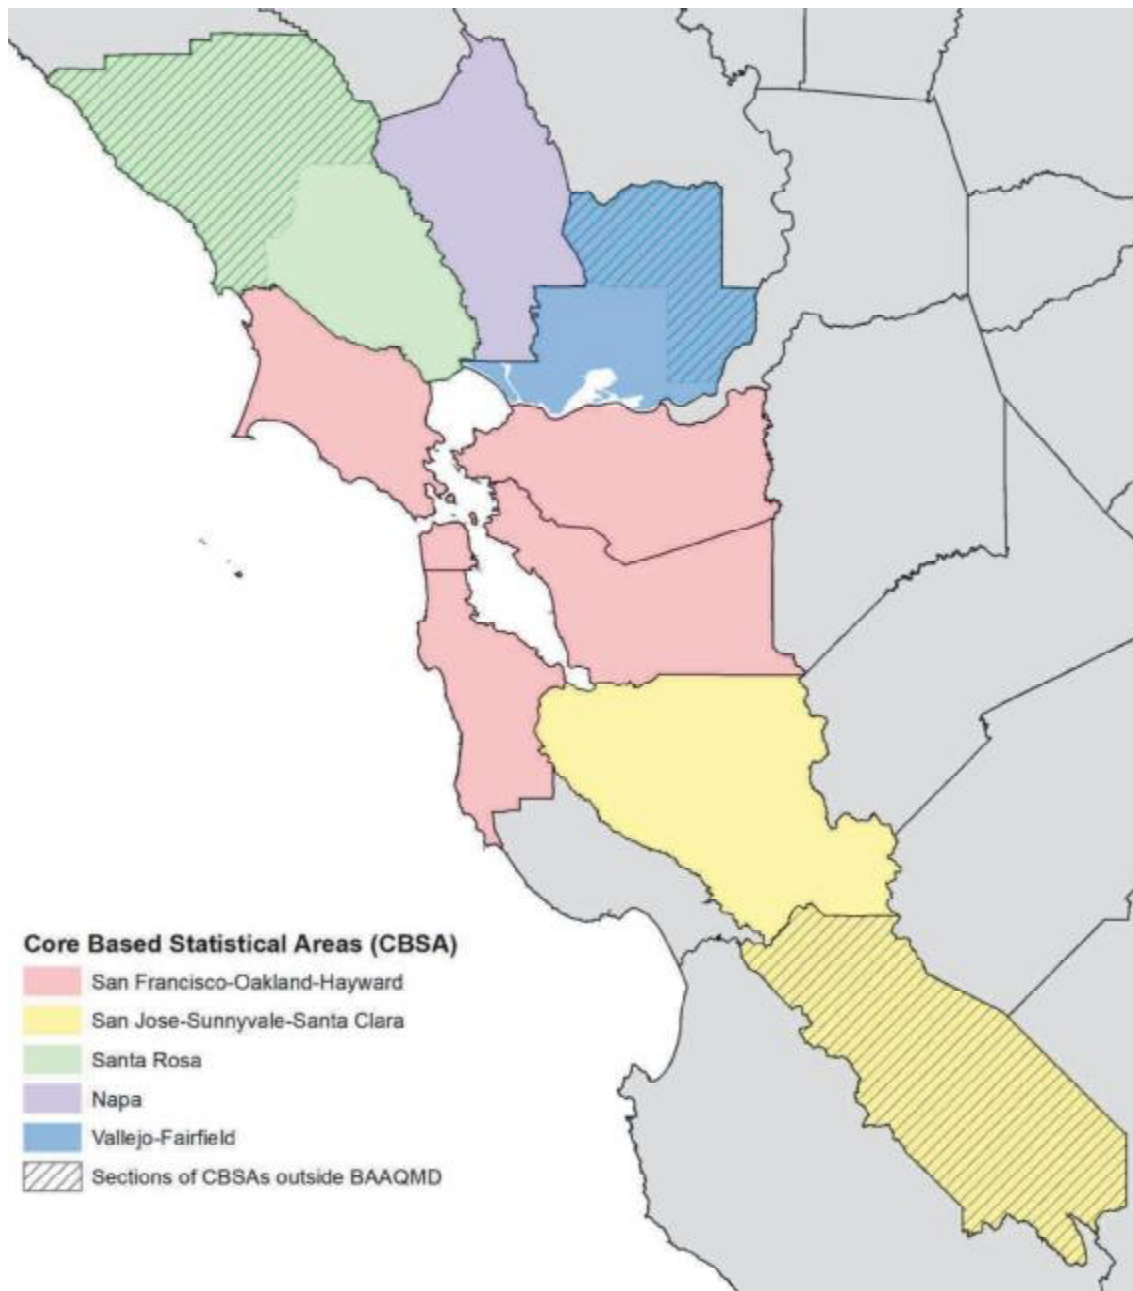 Core Based Statistical Areas (CBSA)
San Francisco-Oakland-Hayward
San Jose-Sunnyvale-Santa Clara
Santa Rosa
Napa
Vallejo-Fairfield
Sections of CBSAs outside BAAQMD